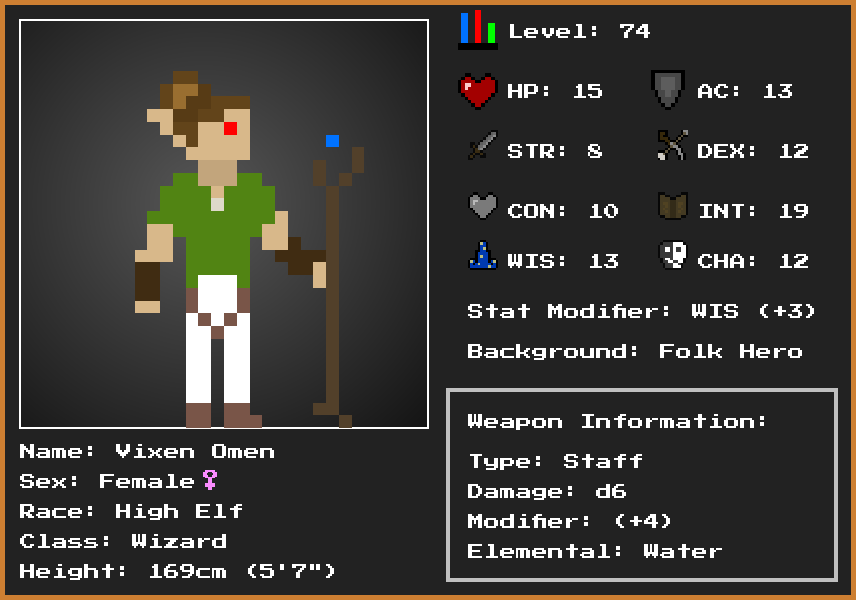 Level: 74
HP: 15
AC: 13
STR: 8
DEX: 12
CON: 10
INT: 19
WIS: 13
CHA: 12
Stat Modifier: WIS (+3)
Background: Folk Hero
Weapon Information:
Type: Staff
Damage: d6
Modifier: (+4)
Elemental: Water
Name: Vixen Omen
Sex: Female♀
Race: High Elf
Class: Wizard
Height: 169cm (5'7")